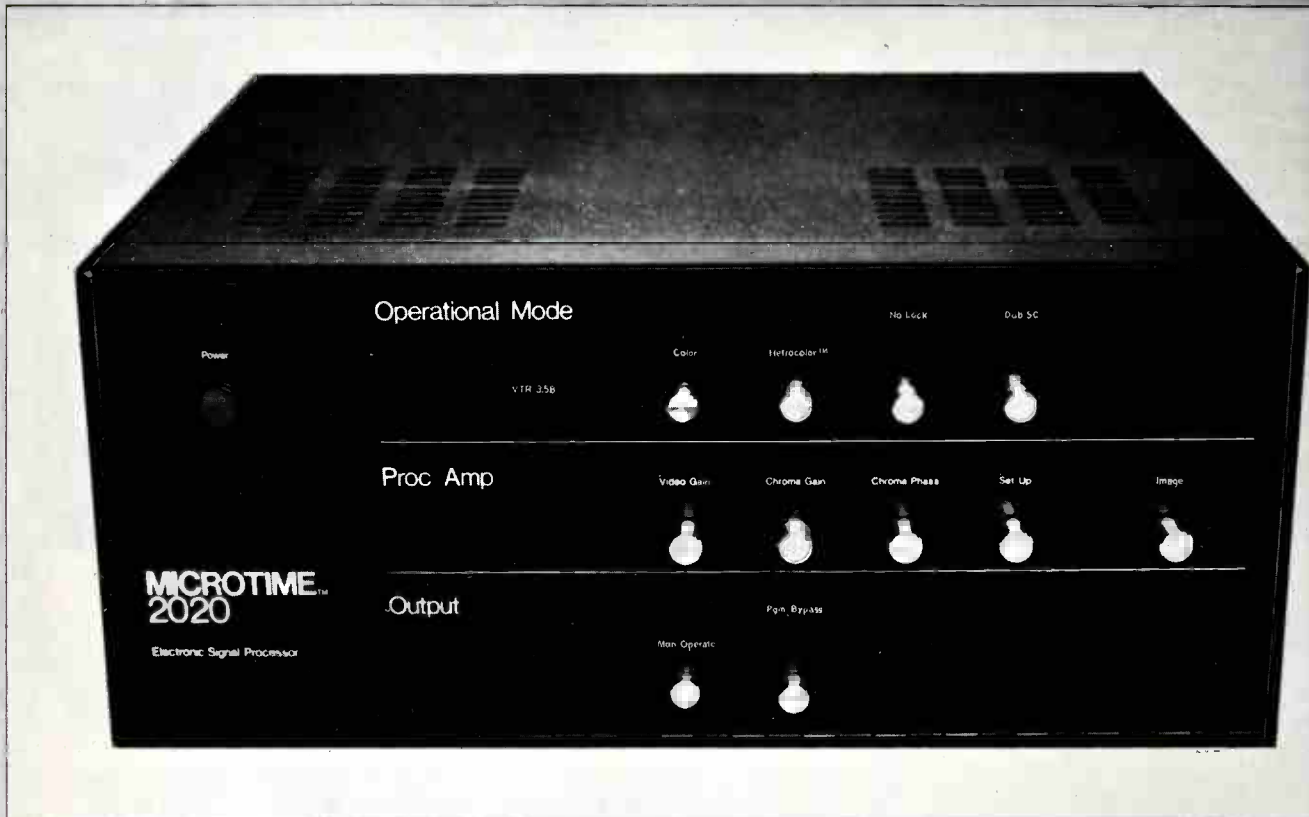 Operational Mode
No Lock
Dub SC
Power
Color
Hetrocolor™
VTR 3.58
Proc Amp
Video Gain
Chroma Gain
Chroma Phase
Set Up
Image
MICROTIME™
2020
Electronic Signal Processor
Output
Pgm Bypass
Mon Operate